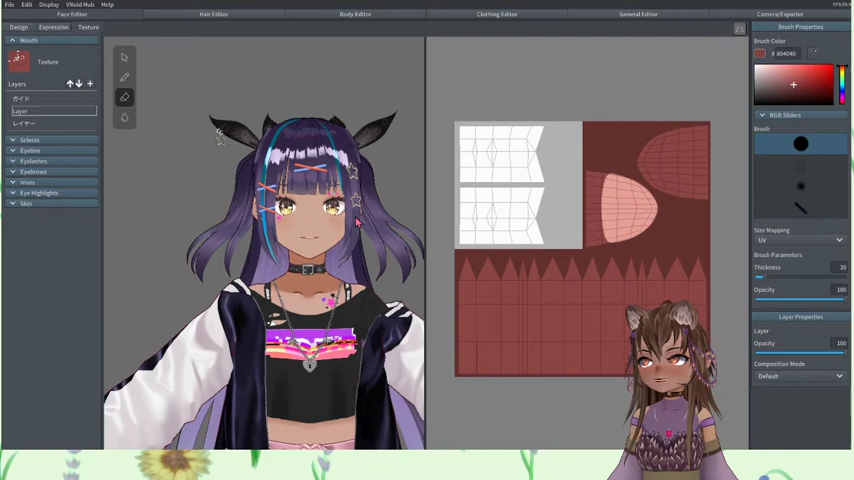 File Edit Display VRoid Hub Help
Face Editor Hair Editor Body Editor Clothing Editor General Editor Camera/Exporter
Design Expression Texture
Mouth
Texture
Layers
ガイド
Layer
レイヤー
Scleras
Eyeline
Eyelashes
Eyebrows
Irises
Eye Highlights
Skin
Brush Properties
Brush Color
# 804040
RGB Sliders
Brush
Size Mapping
UV
Brush Parameters
Thickness 30
Opacity 100
Layer Properties
Layer
Opacity 100
Composition Mode
Default